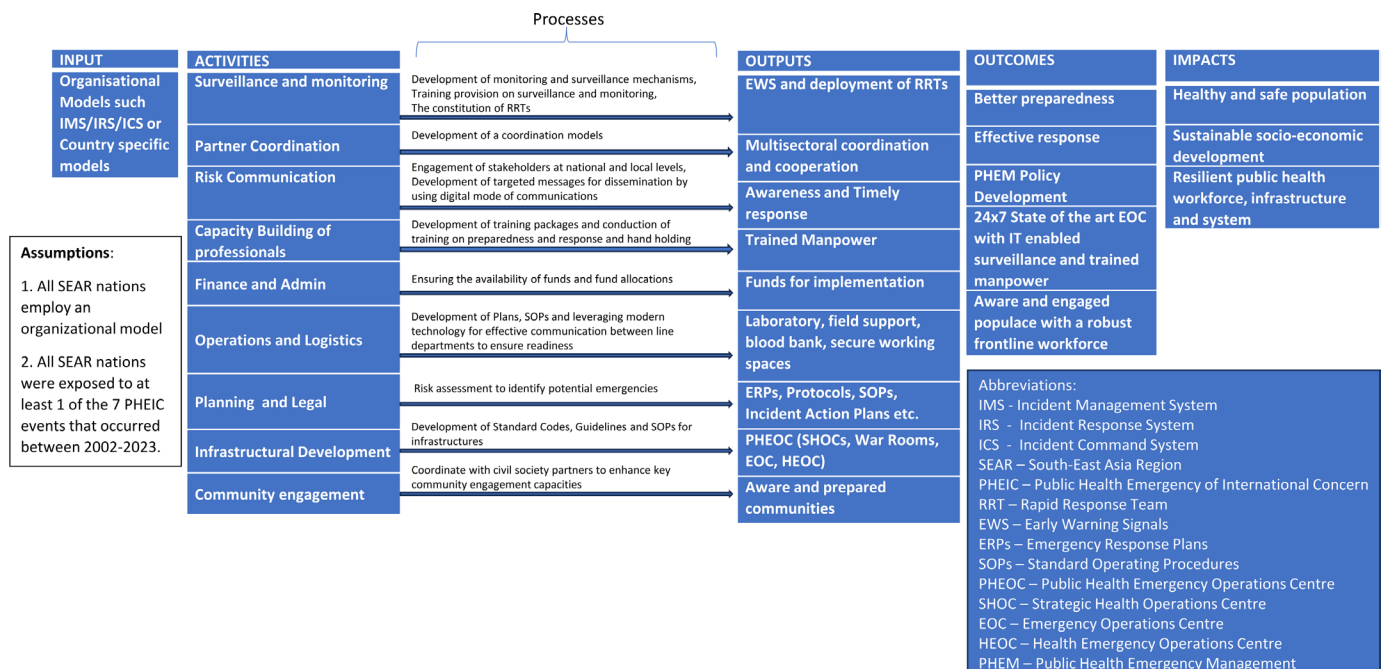 Processes
INPUT
Organisational
Models such
IMS/IRS/ICS or
Country specific
models
Assumptions:
1. All SEAR nations
employ an
organizational model
2. All SEAR nations
were exposed to at
least 1 of the 7 PHEIC
events that occurred
between 2002-2023.
ACTIVITIES
Surveillance and monitoring
Partner Coordination
Risk Communication
Capacity Building of
professionals
Finance and Admin
Operations and Logistics
Planning and Legal
Infrastructural Development
Community engagement
Development of monitoring and surveillance mechanisms,
Training provision on surveillance and monitoring,
The constitution of RRTs
Development of a coordination models
Engagement of stakeholders at national and local levels,
Development of targeted messages for dissemination by
using digital mode of communications
Development of training packages and conduction of
training on preparedness and response and hand holding
Ensuring the availability of funds and fund allocations
Development of Plans, SOPs and leveraging modern
technology for effective communication between line
departments to ensure readiness
Risk assessment to identify potential emergencies
Development of Standard Codes, Guidelines and SOPs for
infrastructures
Coordinate with civil society partners to enhance key
community engagement capacities
OUTPUTS
EWS and deployment of RRTs
Multisectoral coordination
and cooperation
Awareness and Timely
response
Trained Manpower
Funds for implementation
Laboratory, field support,
blood bank, secure working
spaces
ERPs, Protocols, SOPs,
Incident Action Plans etc.
PHEOC (SHOCs, War Rooms,
EOC, HEOC)
Aware and prepared
communities
OUTCOMES
Better preparedness
Effective response
PHEM Policy
Development
24x7 State of the art EOC
with IT enabled
surveillance and trained
manpower
Aware and engaged
populace with a robust
frontline workforce
IMPACTS
Healthy and safe population
Sustainable socio-economic
development
Resilient public health
workforce, infrastructure
and system
Abbreviations:
IMS - Incident Management System
IRS - Incident Response System
ICS - Incident Command System
SEAR – South-East Asia Region
PHEIC – Public Health Emergency of International Concern
RRT – Rapid Response Team
EWS – Early Warning Signals
ERPs – Emergency Response Plans
SOPs – Standard Operating Procedures
PHEOC – Public Health Emergency Operations Centre
SHOC – Strategic Health Operations Centre
EOC – Emergency Operations Centre
HEOC – Health Emergency Operations Centre
PHEM – Public Health Emergency Management